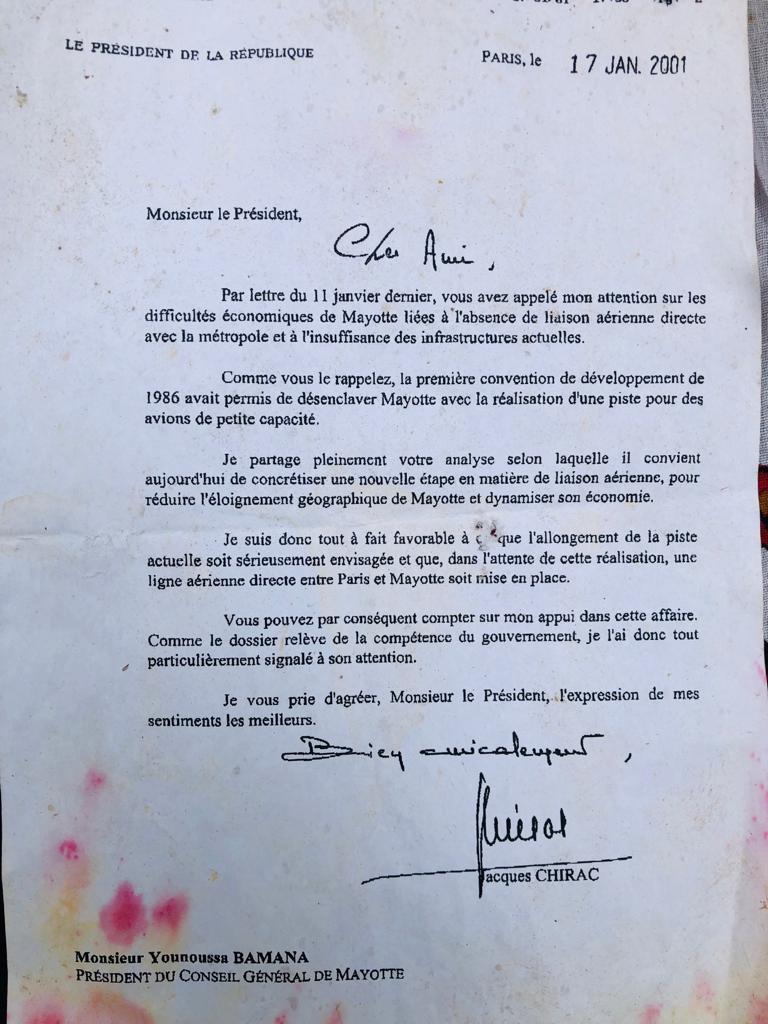 LE PRÉSIDENT DE LA RÉPUBLIQUE
PARIS, le 17 JAN. 2001
Monsieur le Président,
Cher Ami,
Par lettre du 11 janvier dernier, vous avez appelé mon attention sur les
difficultés économiques de Mayotte liées à l'absence de liaison aérienne directe
avec la métropole et à l'insuffisance des infrastructures actuelles.
Comme vous le rappelez, la première convention de développement de
1986 avait permis de désenclaver Mayotte avec la réalisation d'une piste pour des
avions de petite capacité.
Je partage pleinement votre analyse selon laquelle il convient
aujourd'hui de concrétiser une nouvelle étape en matière de liaison aérienne, pour
réduire l'éloignement géographique de Mayotte et dynamiser son économie.
Je suis donc tout à fait favorable à que l'allongement de la piste
actuelle soit sérieusement envisagée et que, dans l'attente de cette réalisation, une
ligne aérienne directe entre Paris et Mayotte soit mise en place.
Vous pouvez par conséquent compter sur mon appui dans cette affaire.
Comme le dossier relève de la compétence du gouvernement, je l'ai donc tout
particulièrement signalé à son attention.
Je vous prie d'agréer, Monsieur le Président, l'expression de mes
sentiments les meilleurs.
Bien amicalement,
Jacques CHIRAC
Monsieur Younoussa BAMANA
PRÉSIDENT DU CONSEIL GÉNÉRAL DE MAYOTTE